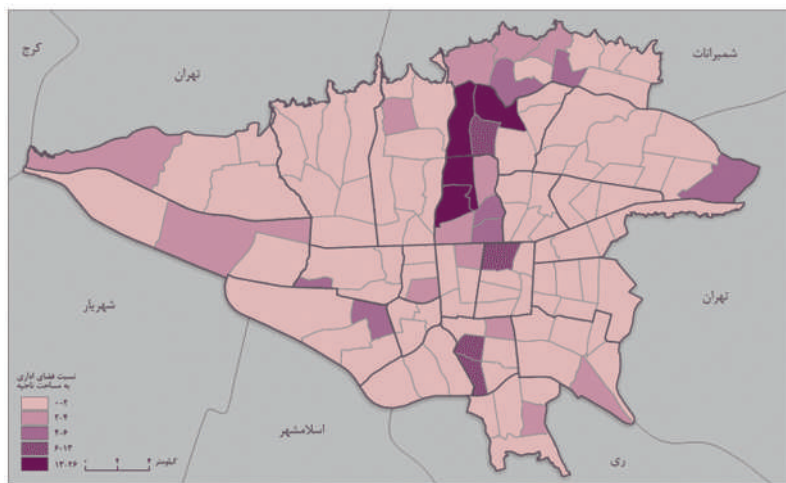 کرج
تهران
شمیرانات
تهران
شهریار
اسلامشهر
ری
نسبت فضای اداری
به مساحت ناحیه
۰-۲
۲-۴
۴-۶
۶-۱۳
۱۳-۲۶
کیلومتر